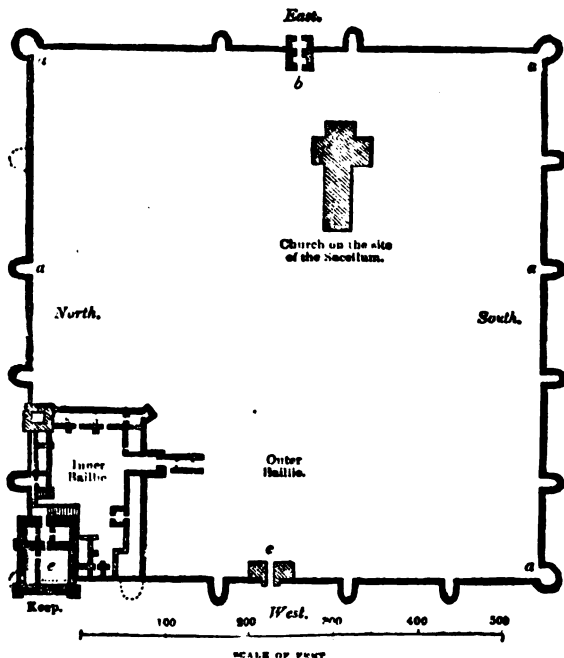 East.
a
a
b
Church on the site
of the Sacellum.
a
a
North.
South.
Inner
Baillie
Outer
Baillie.
e
c
a
Keep.
West.
100
200
300
400
500
SCALE OF FEET